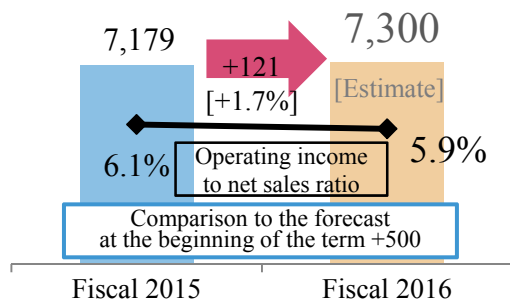 7,179
7,300
+121
[+1.7%]
[Estimate]
6.1%
5.9%
Operating income
to net sales ratio
Comparison to the forecast
at the beginning of the term +500
Fiscal 2015
Fiscal 2016